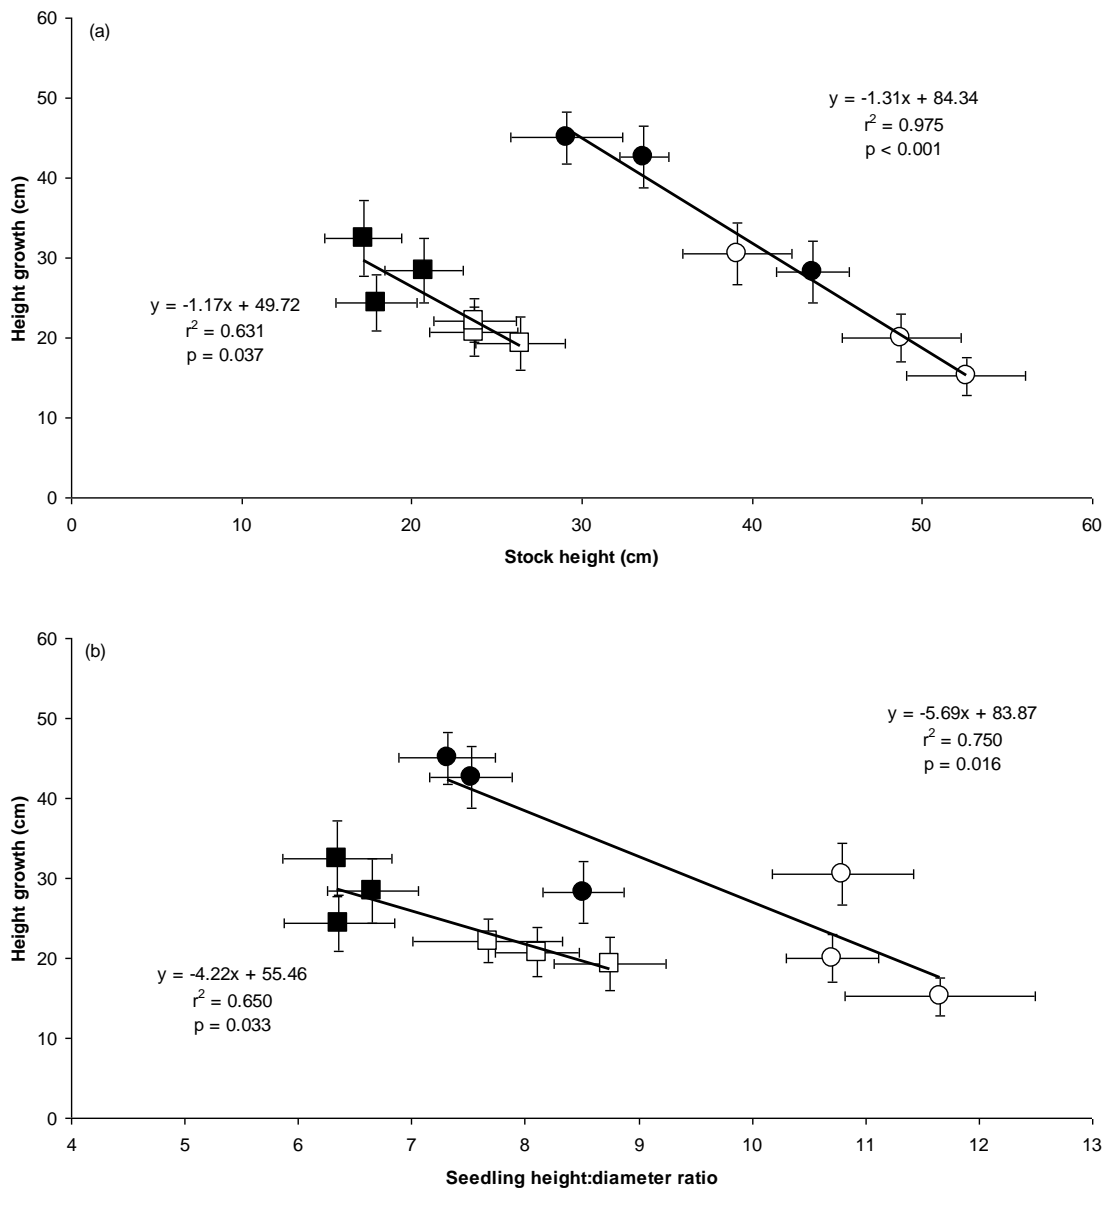 (a)
60
50
40
30
20
10
0
Height growth (cm)
y = -1.31x + 84.34
r² = 0.975
p < 0.001
y = -1.17x + 49.72
r² = 0.631
p = 0.037
0 10 20 30 40 50 60
Stock height (cm)
(b)
60
50
40
30
20
10
0
Height growth (cm)
y = -5.69x + 83.87
r² = 0.750
p = 0.016
y = -4.22x + 55.46
r² = 0.650
p = 0.033
4 5 6 7 8 9 10 11 12 13
Seedling height:diameter ratio